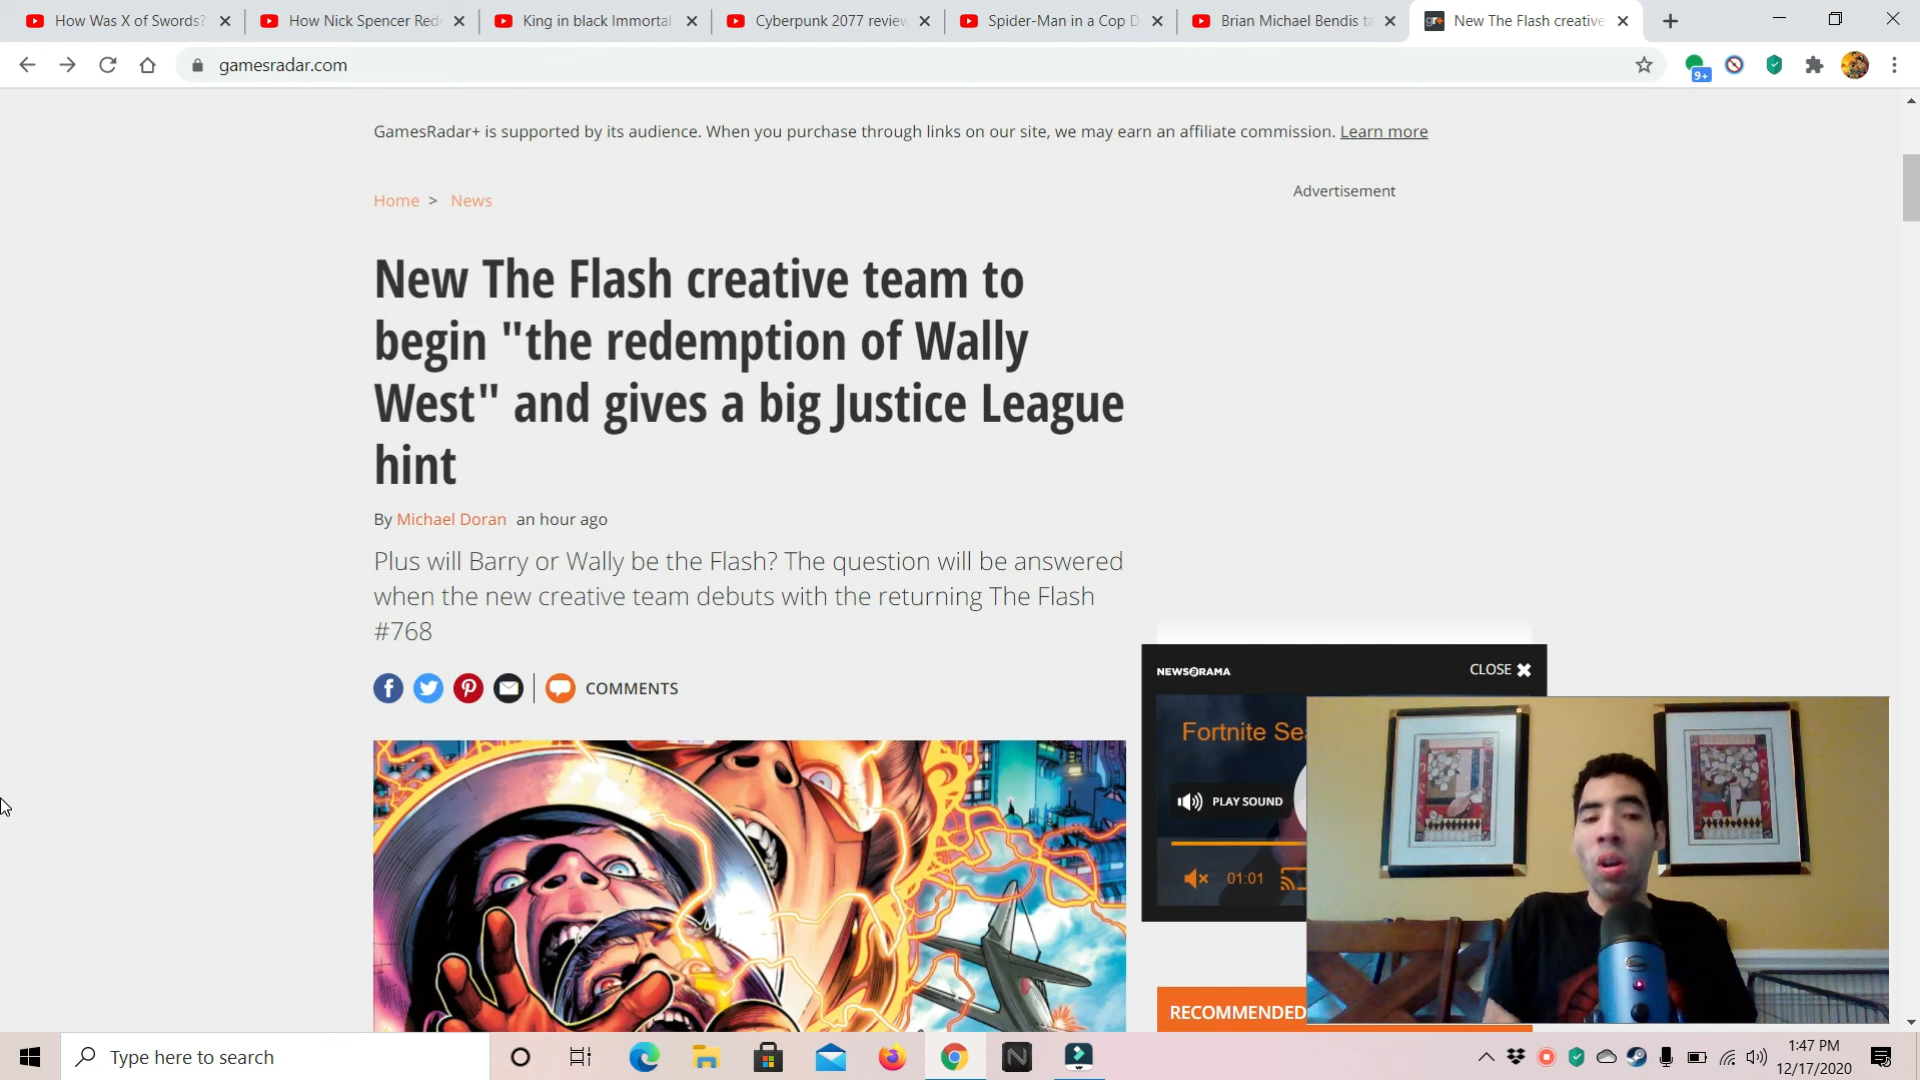 How Was X of Swords?
How Nick Spencer Red
King in black Immortal
Cyberpunk 2077 review
Spider-Man in a Cop D
Brian Michael Bendis ta
New The Flash creative
gamesradar.com
9+
GamesRadar+ is supported by its audience. When you purchase through links on our site, we may earn an affiliate commission. Learn more
Home > News
Advertisement
New The Flash creative team to
begin "the redemption of Wally
West" and gives a big Justice League
hint
By Michael Doran an hour ago
Plus will Barry or Wally be the Flash? The question will be answered
when the new creative team debuts with the returning The Flash
#768
COMMENTS
NEWSARAMA
CLOSE
Fortnite Sea
PLAY SOUND
01:01
RECOMMENDED
Type here to search
1:47 PM
12/17/2020